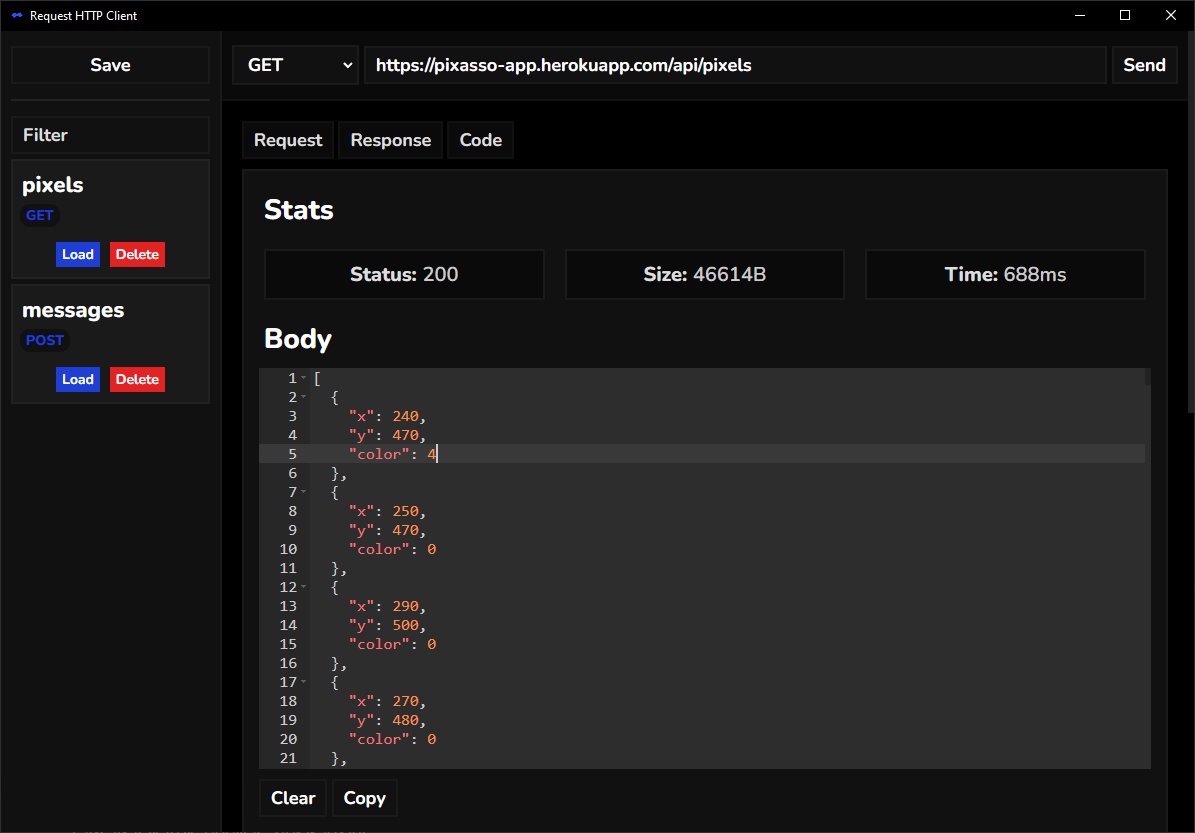 Request HTTP Client
Save
GET
https://pixasso-app.herokuapp.com/api/pixels
Send
Filter
pixels
GET
Load Delete
messages
POST
Load Delete
Request Response Code
Stats
Status: 200
Size: 46614B
Time: 688ms
Body
1 [
2 {
3 "x": 240,
4 "y": 470,
5 "color": 4
6 },
7 {
8 "x": 250,
9 "y": 470,
10 "color": 0
11 },
12 {
13 "x": 290,
14 "y": 500,
15 "color": 0
16 },
17 {
18 "x": 270,
19 "y": 480,
20 "color": 0
21 },
Clear Copy